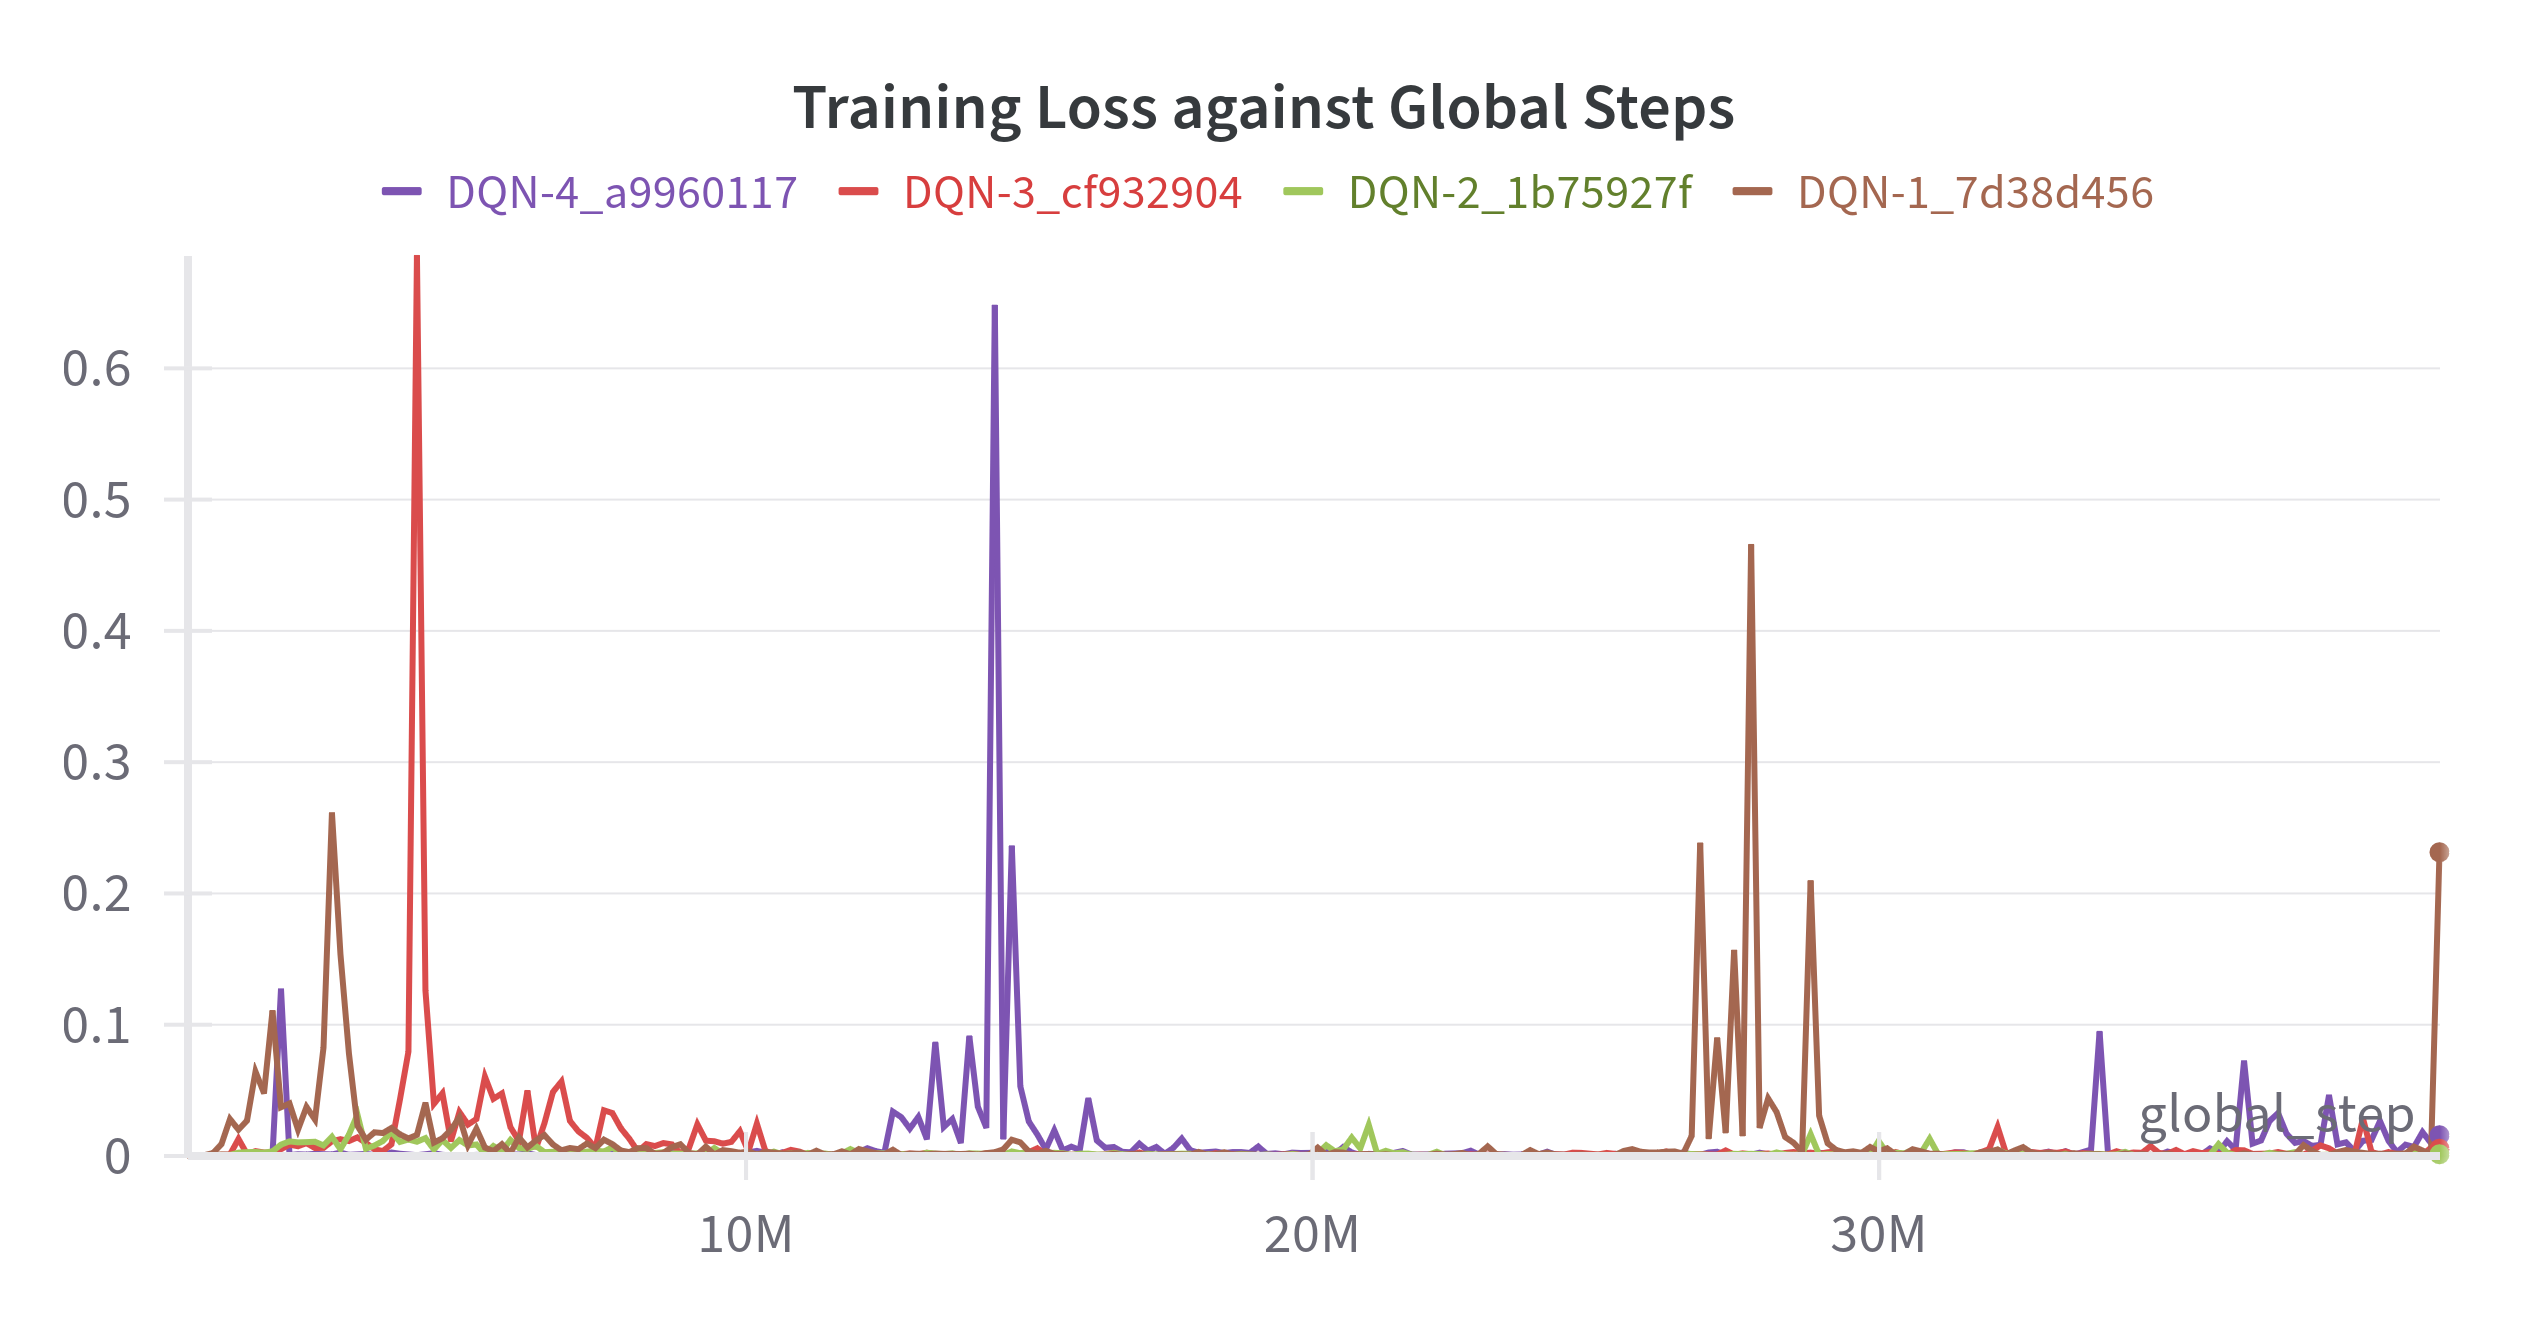 Training Loss against Global Steps
DQN-4_a9960117 DQN-3_cf932904 DQN-2_1b75927f DQN-1_7d38d456
0.6
0.5
0.4
0.3
0.2
0.1
global_step
0
10M 20M 30M